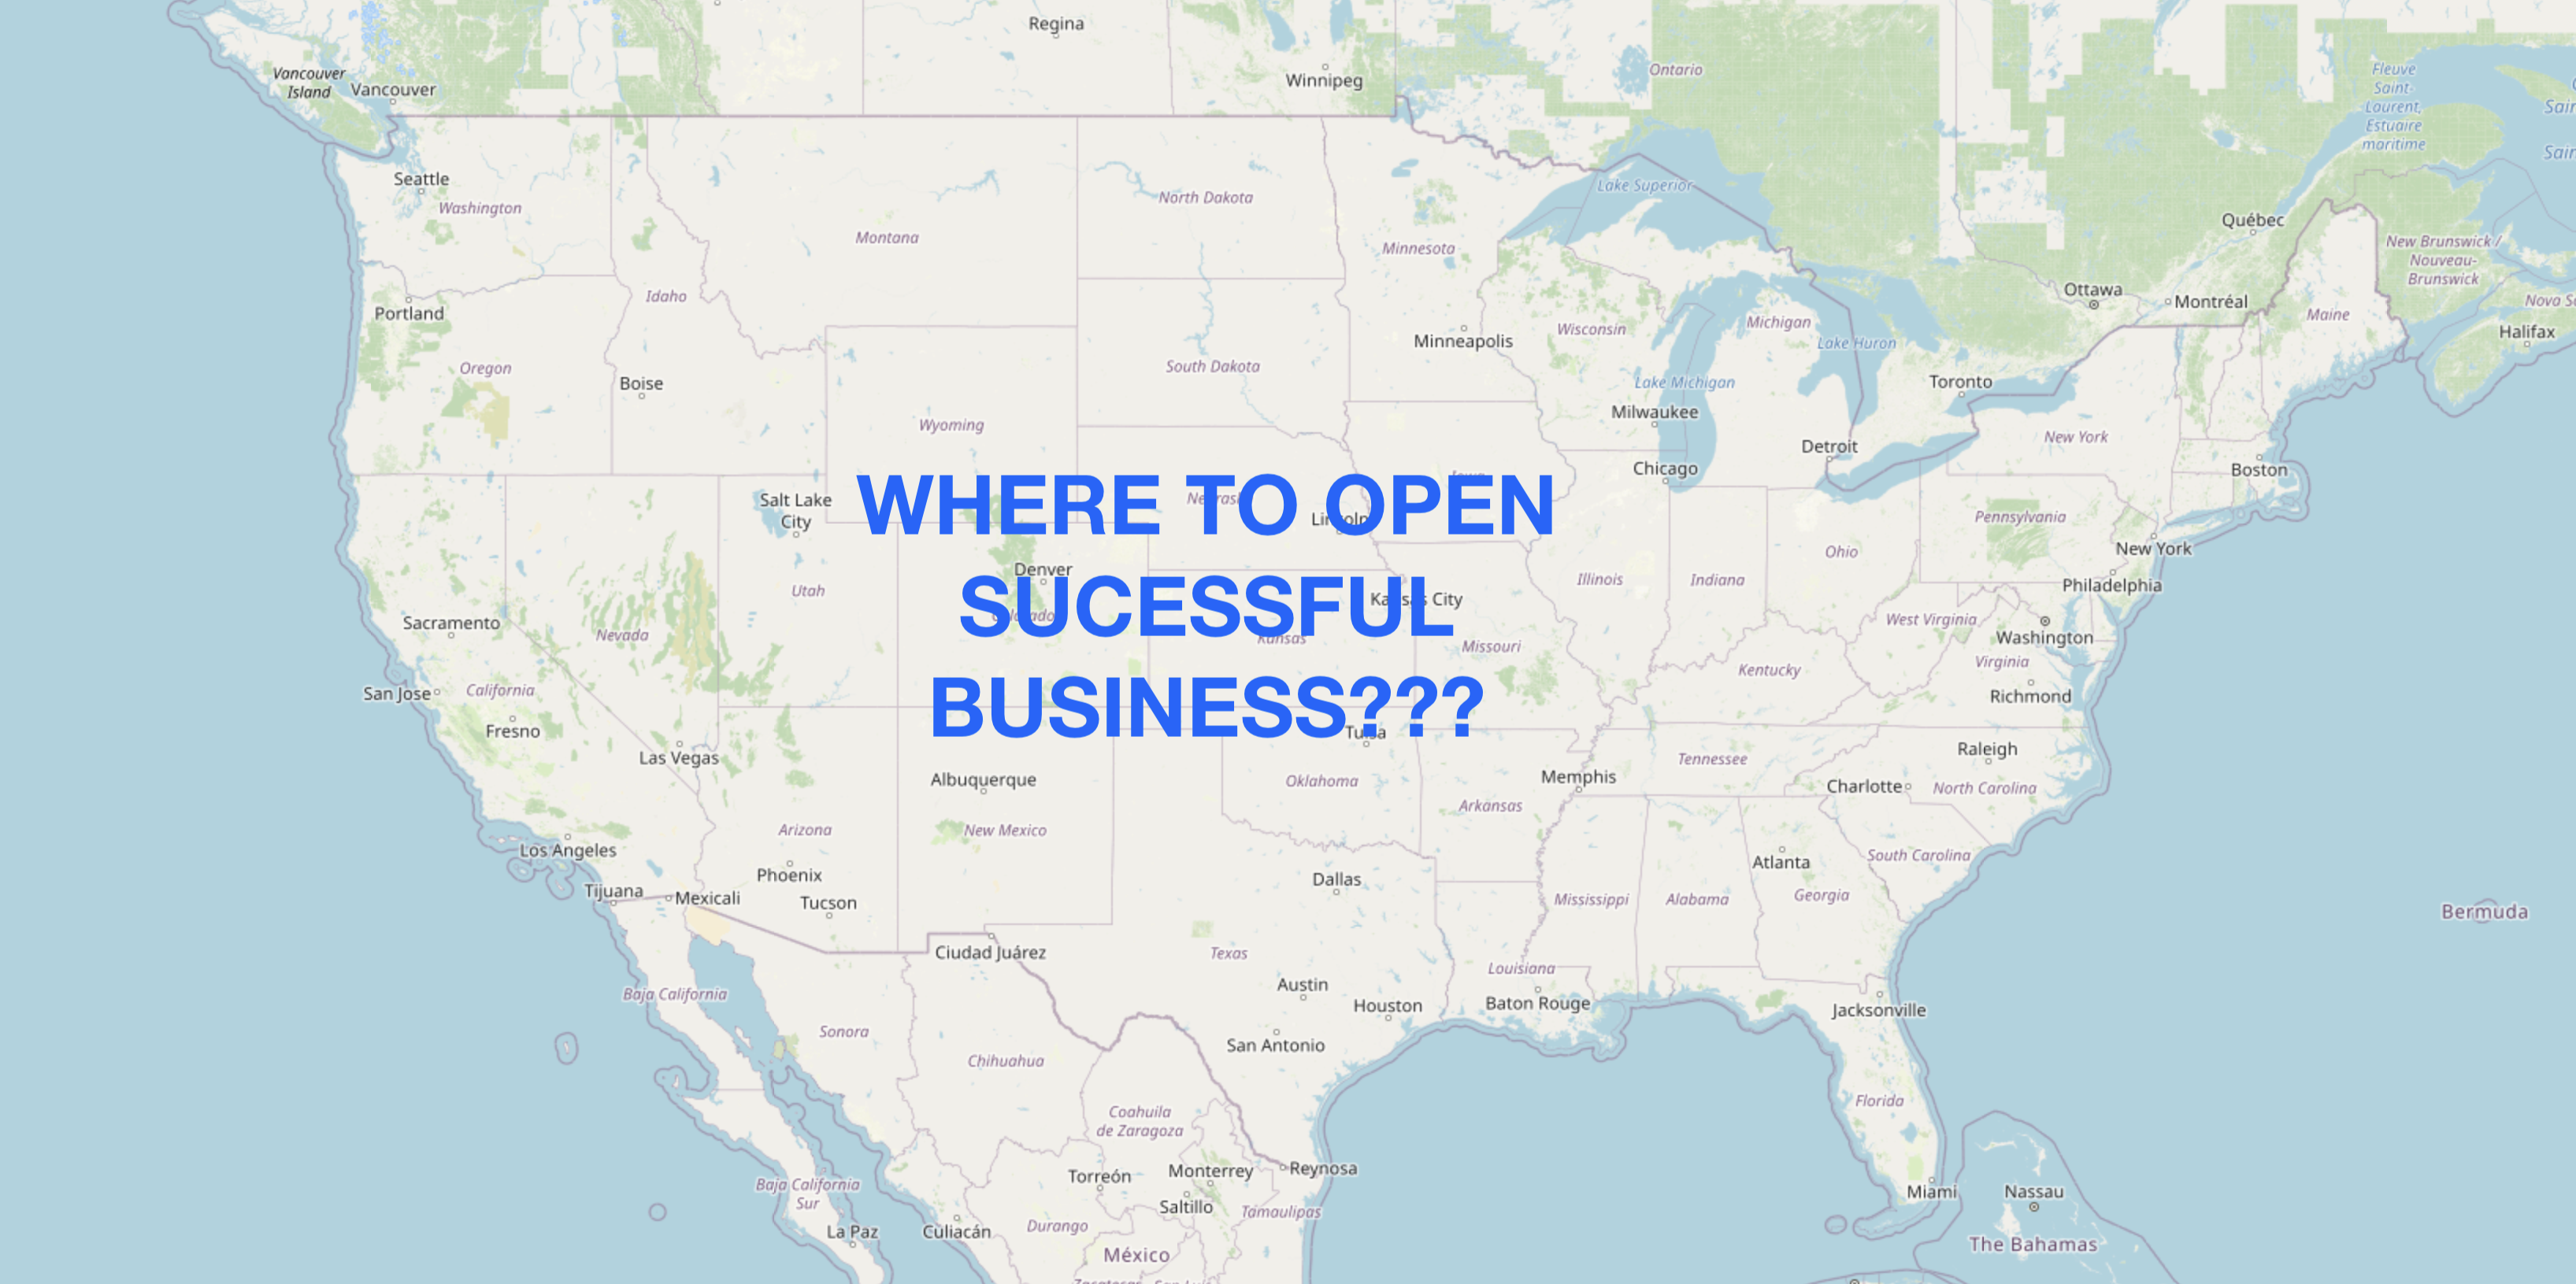 Regina
Winnipeg
Ontario
Fleuve
Saint-
Laurent,
Estuaire
maritime
Vancouver
Island
Vancouver
Seattle
Washington
Montana
North Dakota
Minnesota
Lake Superior
Québec
New Brunswick /
Nouveau-
Brunswick
Idaho
Ottawa
Montréal
Portland
Minneapolis
Wisconsin
Michigan
Lake Huron
Maine
Halifax
Oregon
Boise
South Dakota
Lake Michigan
Toronto
Wyoming
Milwaukee
Detroit
New York
Chicago
Boston
Salt Lake
City
WHERE TO OPEN
Lincoln
Pennsylvania
New York
Ohio
Denver
Utah
SUCESSFUL
Kansas City
Illinois
Indiana
Philadelphia
Sacramento
Nevada
Kansas
Missouri
West Virginia
Washington
San Jose
California
Kentucky
Virginia
Richmond
BUSINESS???
Fresno
Las Vegas
Tulsa
Tennessee
Raleigh
Albuquerque
Oklahoma
Memphis
Charlotte
North Carolina
Arkansas
Arizona
New Mexico
Los Angeles
Phoenix
Dallas
Atlanta
South Carolina
Tijuana
Mexicali
Tucson
Mississippi
Alabama
Georgia
Bermuda
Ciudad Juárez
Texas
Louisiana
Baja California
Austin
Houston
Baton Rouge
Jacksonville
Sonora
Chihuahua
San Antonio
Coahuila
de Zaragoza
Florida
Torreón
Monterrey
Reynosa
Baja California
Sur
Saltillo
Tamaulipas
Miami
Nassau
La Paz
Culiacán
Durango
México
The Bahamas